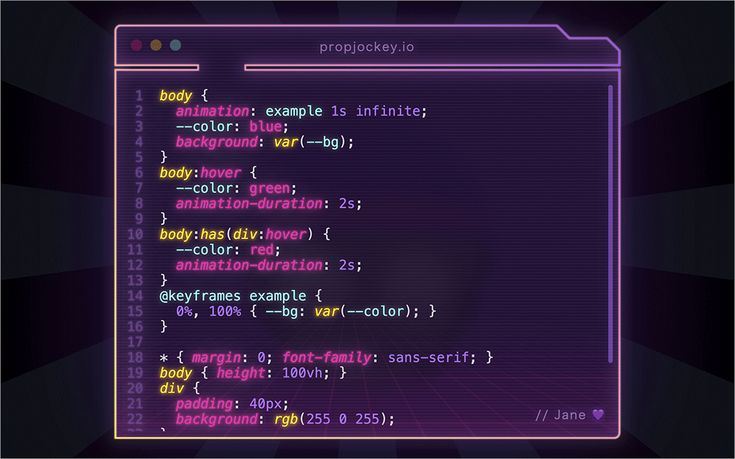 propjockey.io
1 body {
2   animation: example 1s infinite;
3   --color: blue;
4   background: var(--bg);
5 }
6 body:hover {
7   --color: green;
8   animation-duration: 2s;
9 }
10 body:has(div:hover) {
11   --color: red;
12   animation-duration: 2s;
13 }
14 @keyframes example {
15   0%, 100% { --bg: var(--color); }
16 }
17
18 * { margin: 0; font-family: sans-serif; }
19 body { height: 100vh; }
20 div {
21   padding: 40px;
22   background: rgb(255 0 255);
// Jane 💜